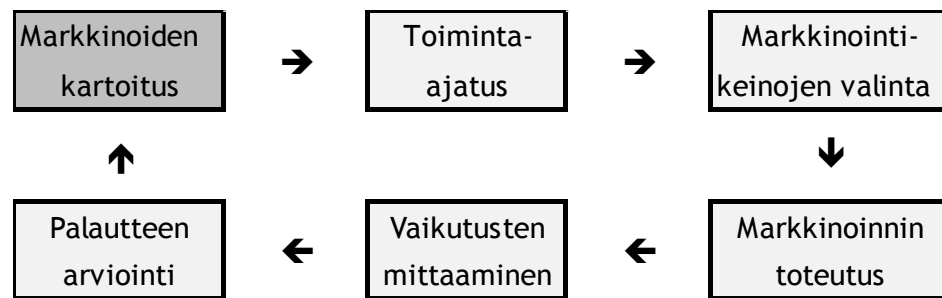 Markkinoiden
kartoitus
Toiminta-
ajatus
Markkinointi-
keinojen valinta
Markkinoinnin
toteutus
Vaikutusten
mittaaminen
Palautteen
arviointi